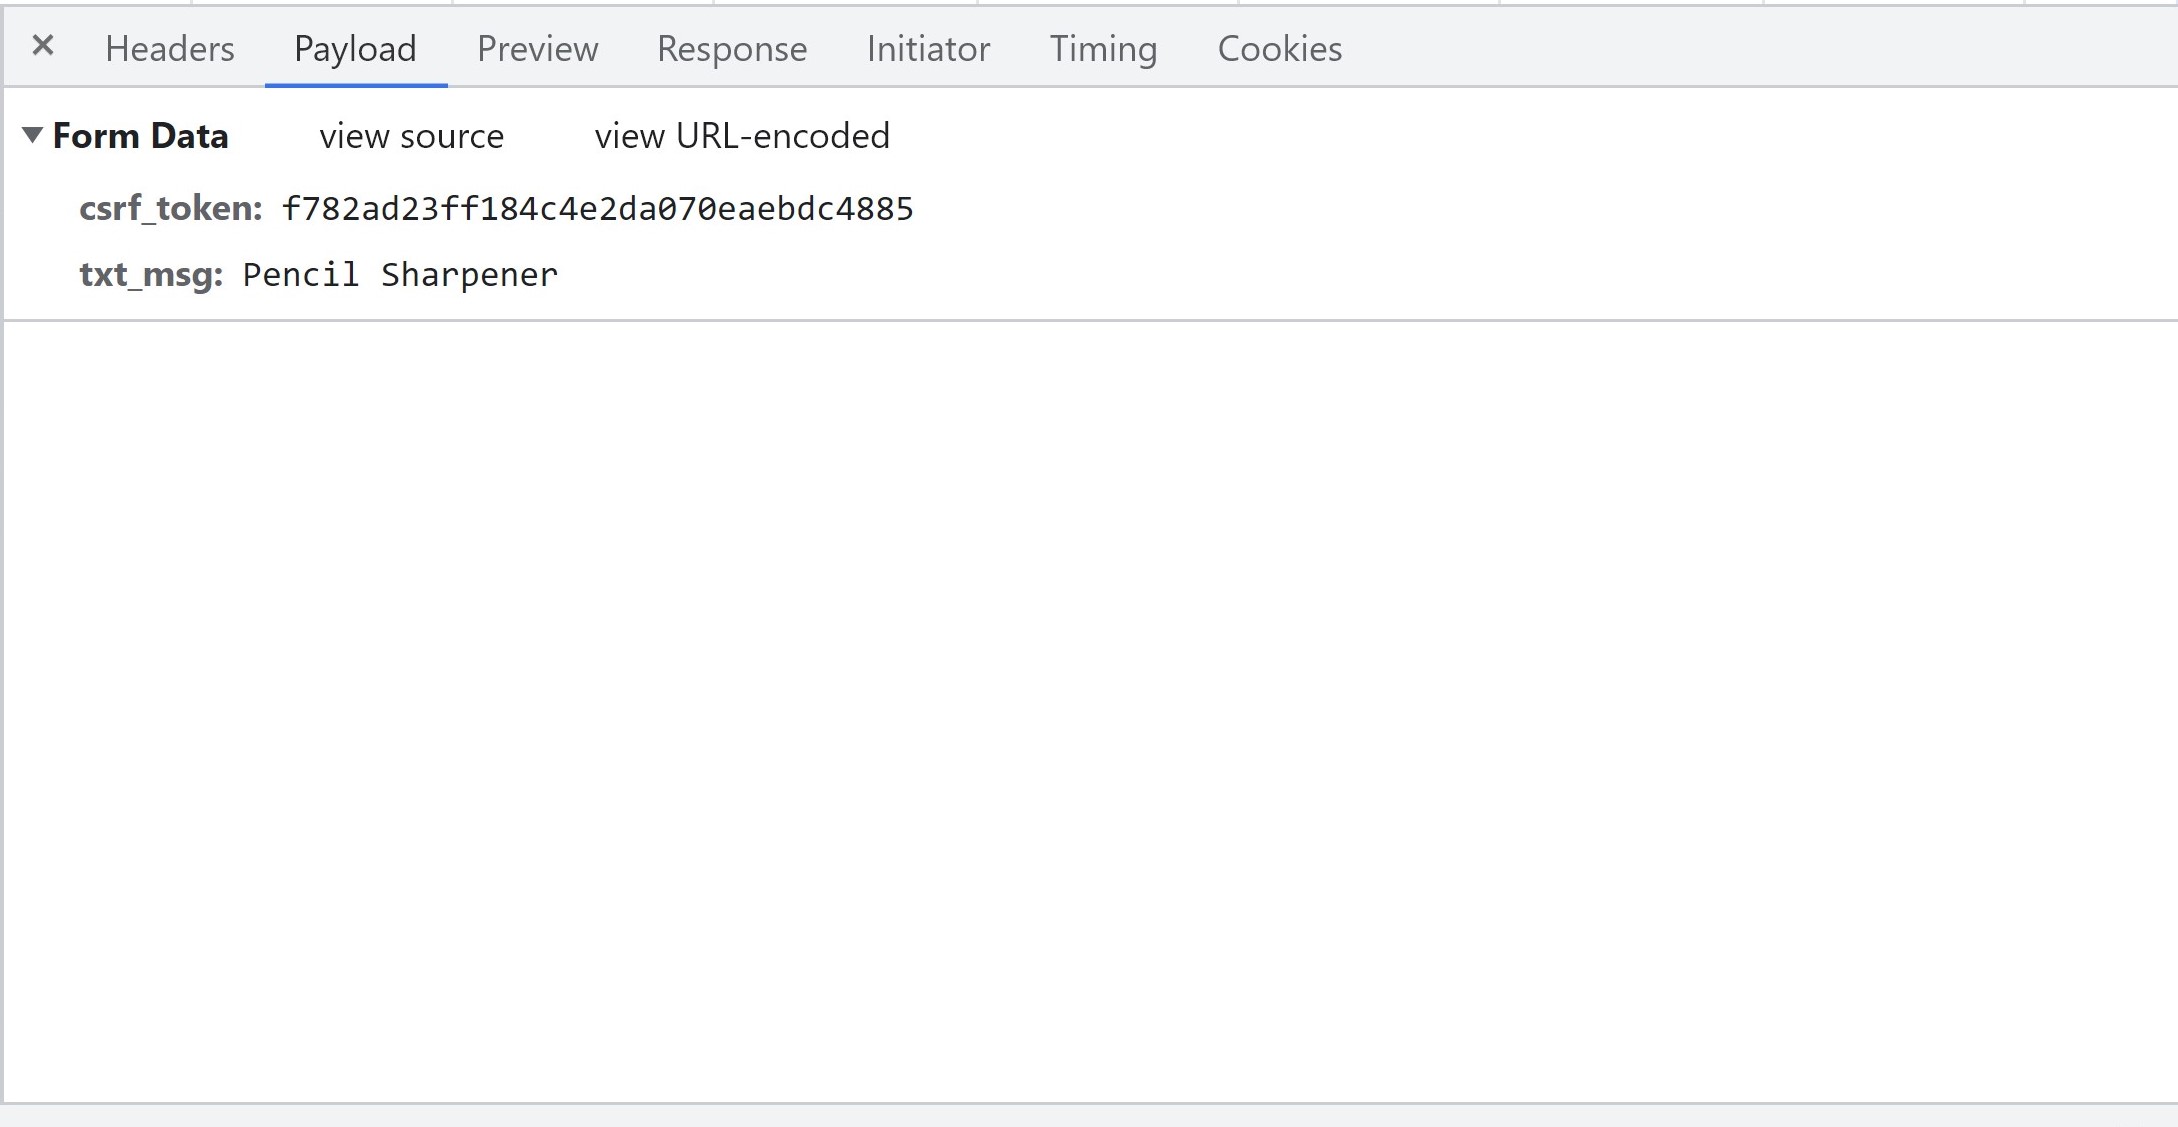 × Headers Payload Preview Response Initiator Timing Cookies
▼ Form Data view source view URL-encoded
csrf_token: f782ad23ff184c4e2da070eaebdc4885
txt_msg: Pencil Sharpener